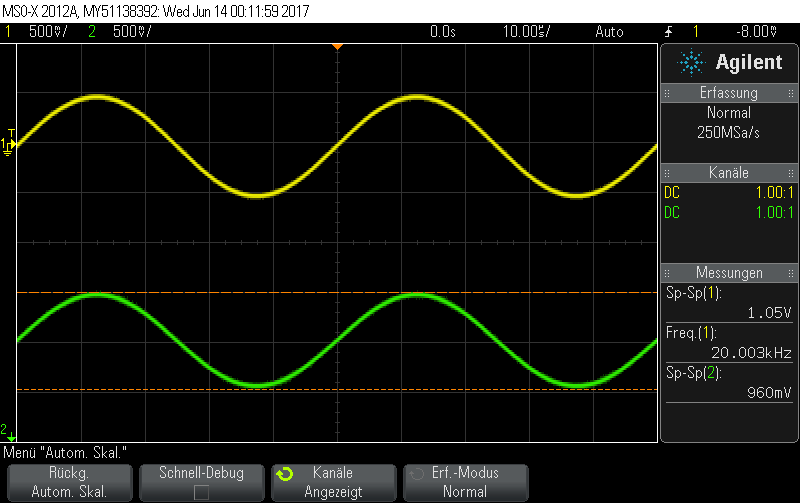 MSO-X 2012A, MY51138392: Wed Jun 14 00:11:59 2017
1 500mV/ 2 500mV/ 0.0s 10.00µs/ Auto 1 -8.00mV
Agilent
Erfassung
Normal
250MSa/s
Kanäle
DC 1.00:1
DC 1.00:1
Messungen
Sp-Sp(1):
1.05V
Freq.(1):
20.003kHz
Sp-Sp(2):
960mV
T
1
2
Menü "Autom. Skal."
Rückg. Schnell-Debug Kanäle Erf.-Modus
Autom. Skal. Angezeigt Normal